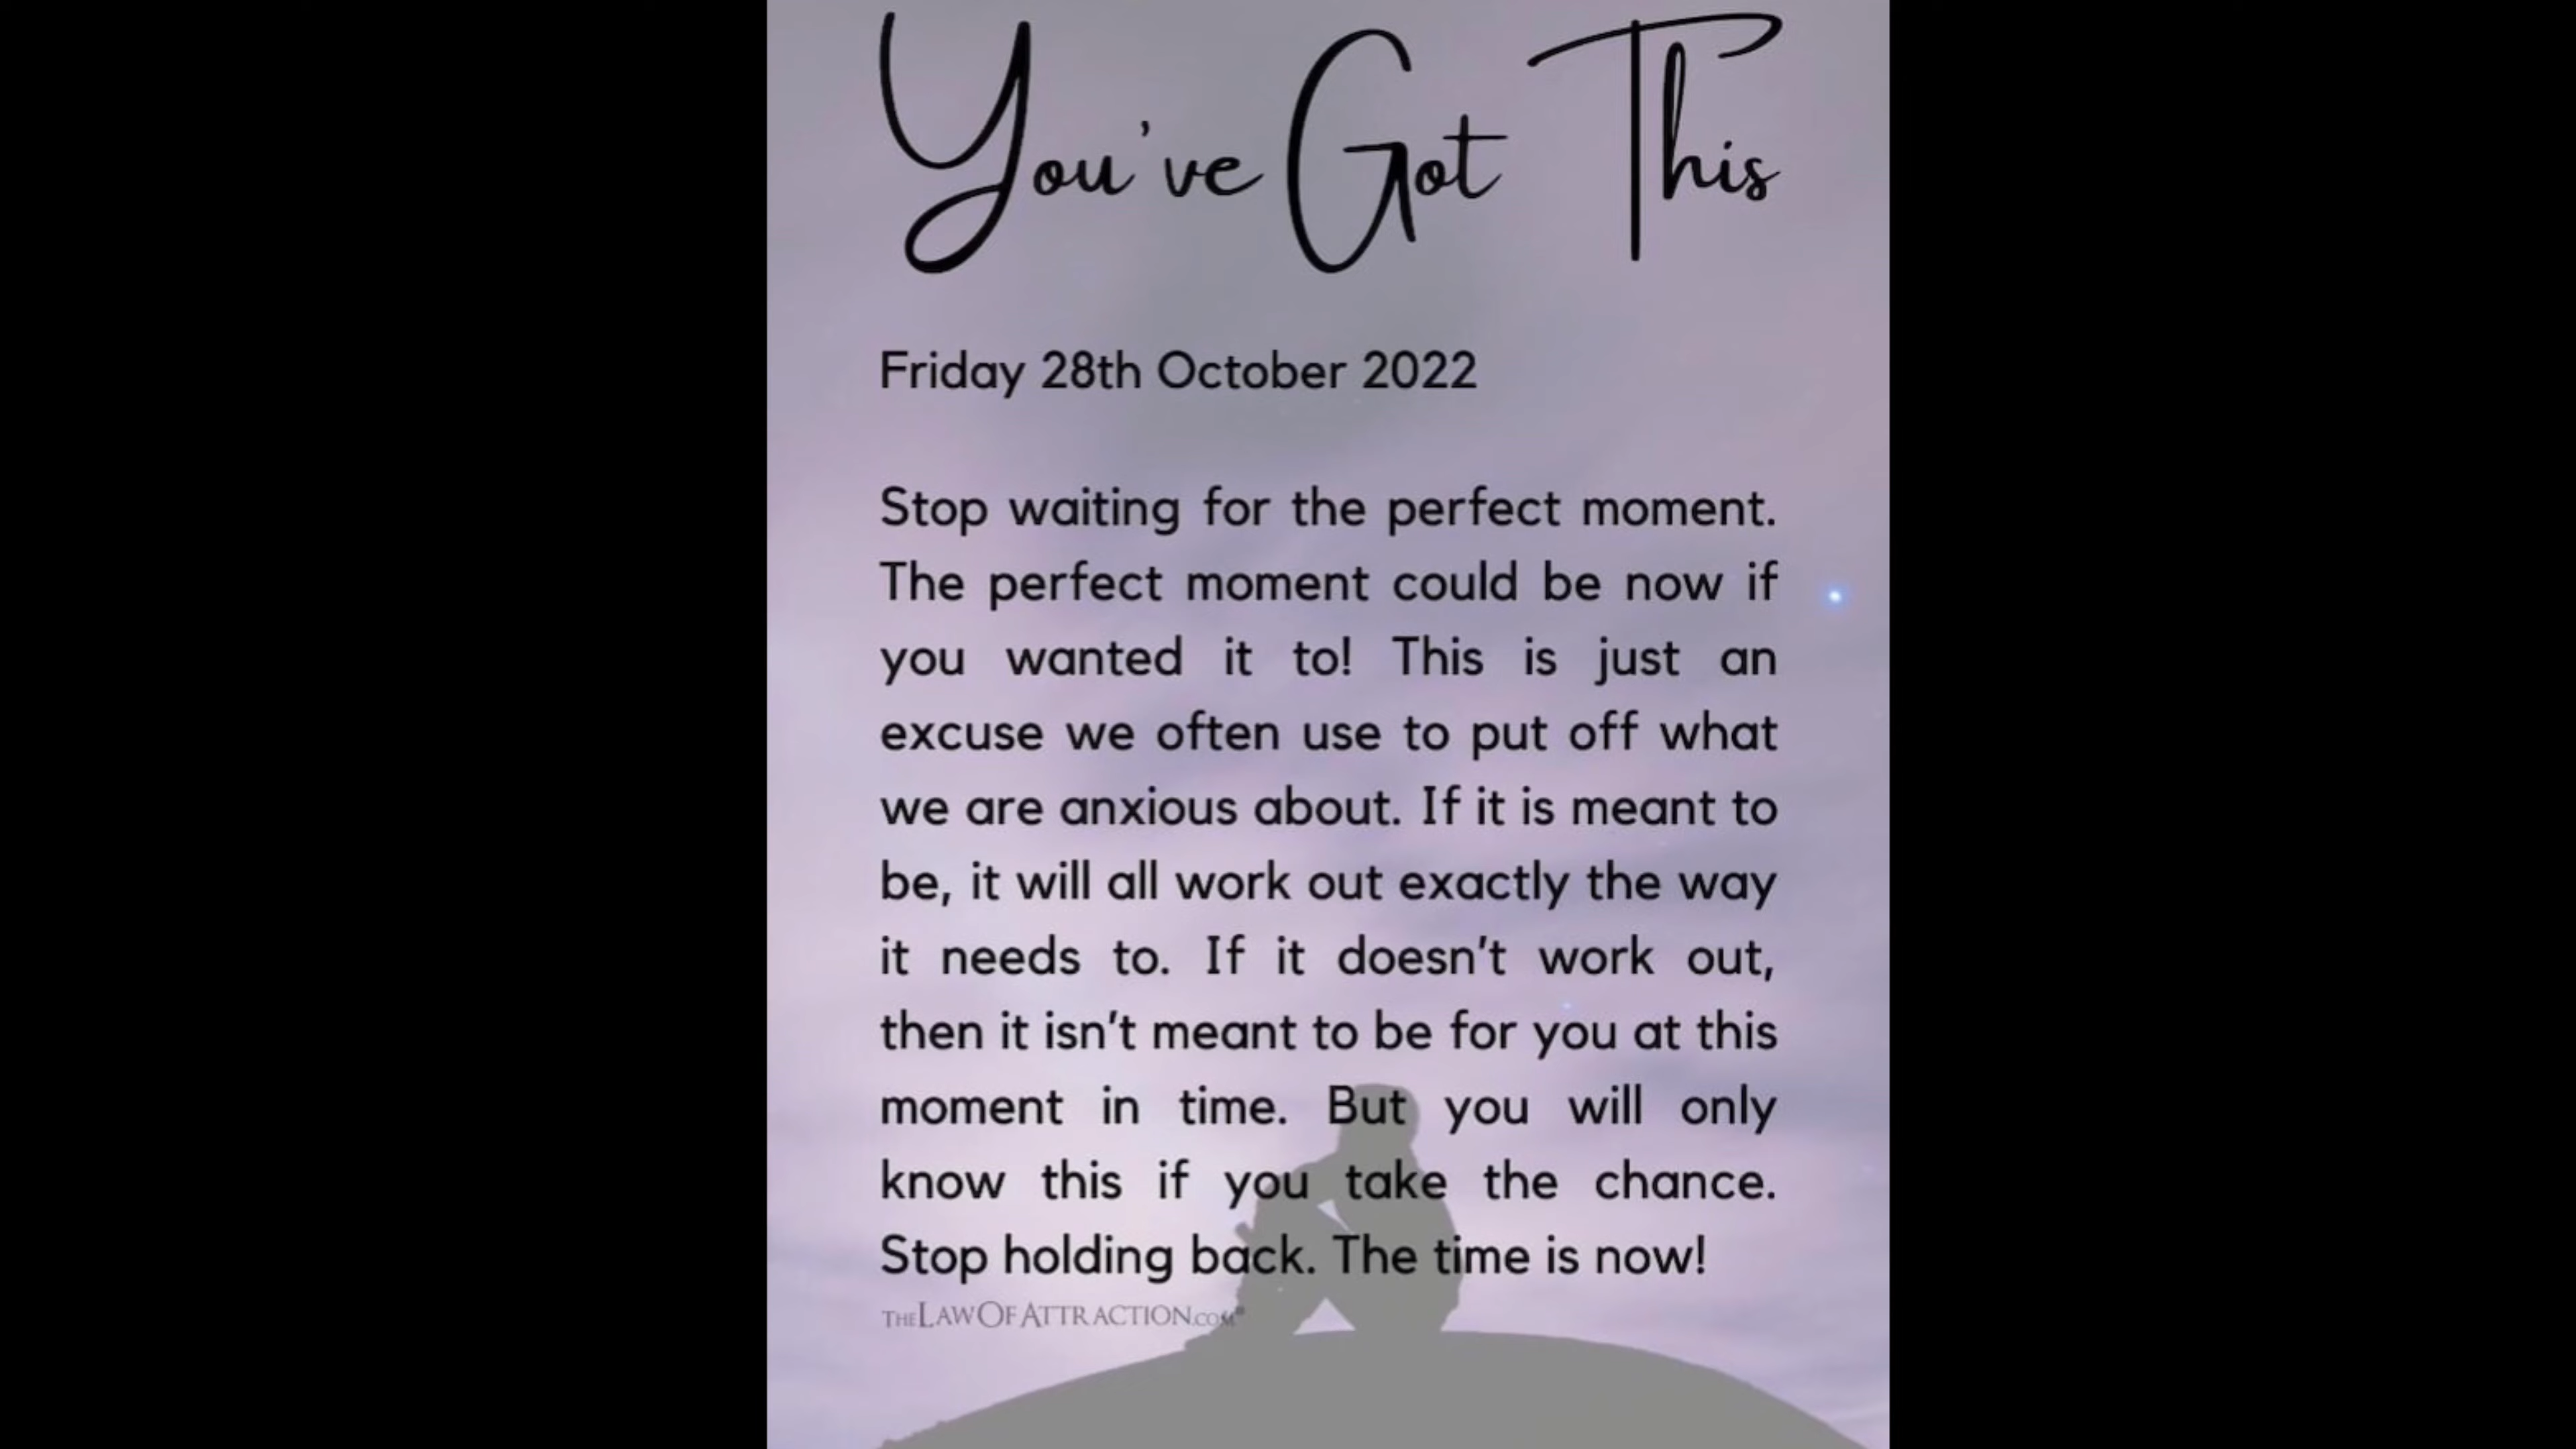 You've Got This
Friday 28th October 2022
Stop waiting for the perfect moment.
The perfect moment could be now if
you wanted it to! This is just an
excuse we often use to put off what
we are anxious about. If it is meant to
be, it will all work out exactly the way
it needs to. If it doesn't work out,
then it isn't meant to be for you at this
moment in time. But you will only
know this if you take the chance.
Stop holding back. The time is now!
THELAWOFATTRACTION.COM